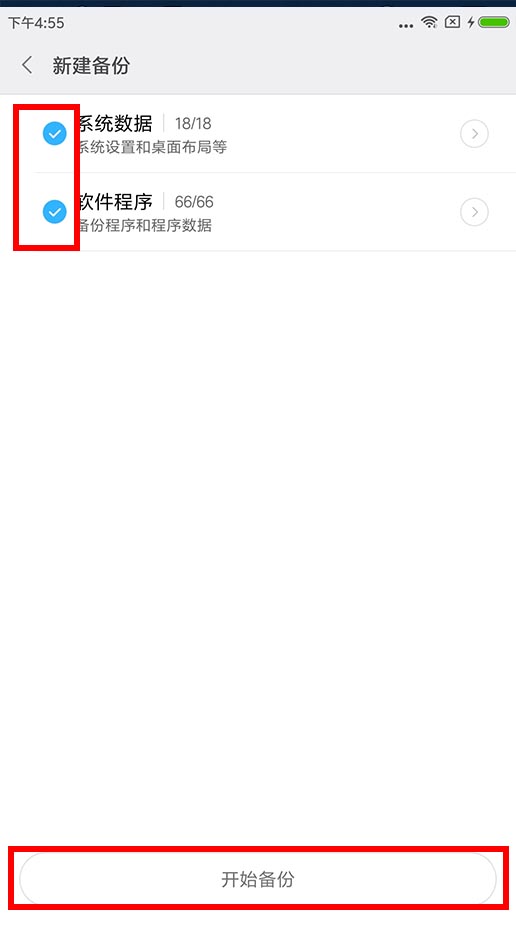 下午4:55
新建备份
系统数据 18/18
系统设置和桌面布局等
软件程序 66/66
备份程序和程序数据
开始备份